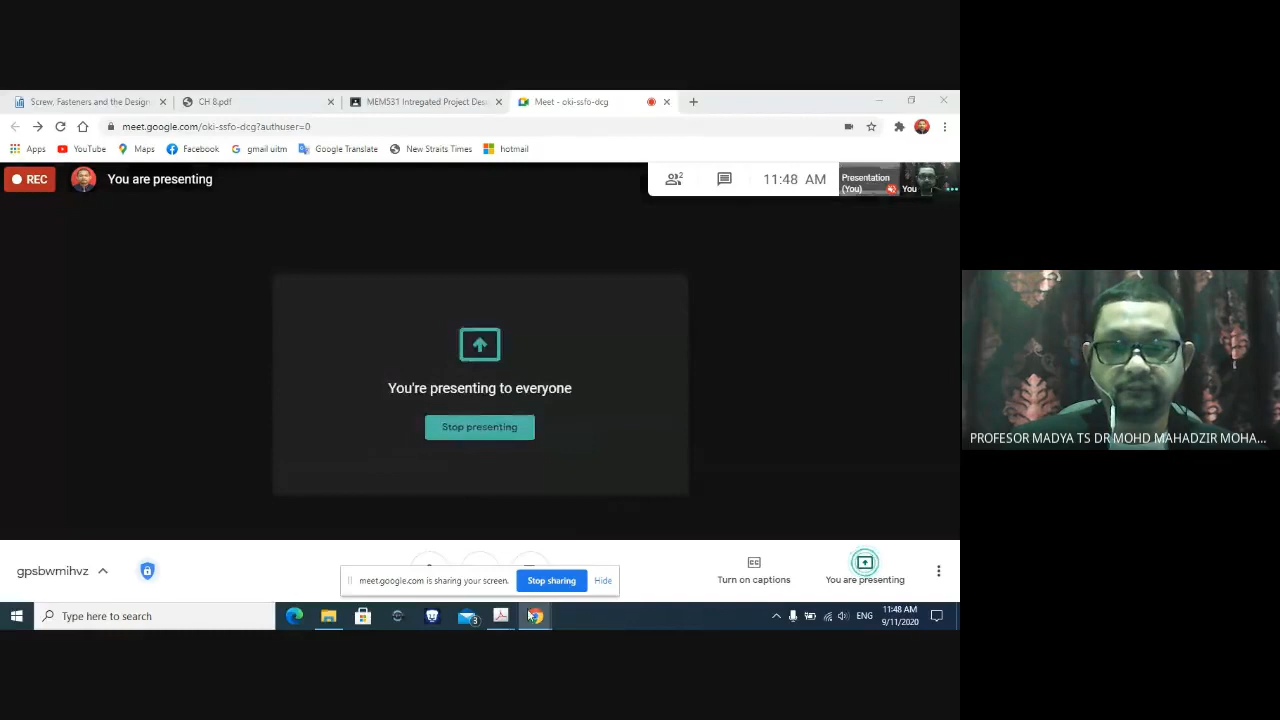 Screw, Fasteners and the Design
CH 8.pdf
MEM531 Intregated Project Des
Meet - oki-ssfo-dcg
meet.google.com/oki-ssfo-dcg?authuser=0
Apps
YouTube
Maps
Facebook
gmail uitm
Google Translate
New Straits Times
hotmail
REC
You are presenting
2
11:48 AM
Presentation
(You)
You
You're presenting to everyone
Stop presenting
PROFESOR MADYA TS DR MOHD MAHADZIR MOHA...
gpsbwmihvz
meet.google.com is sharing your screen.
Stop sharing
Hide
CC
Turn on captions
You are presenting
Type here to search
3
ENG
11:48 AM
9/11/2020